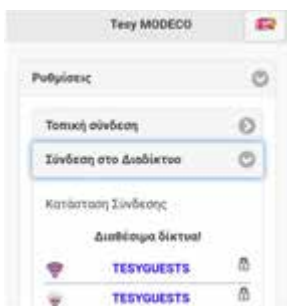 Tesy MODECO
Ρυθμίσεις
Τοπική σύνδεση
Σύνδεση στο Διαδίκτυο
Κατάσταση Σύνδεσης
Διαθέσιμα δίκτυα!
TESYGUESTS
TESYGUESTS